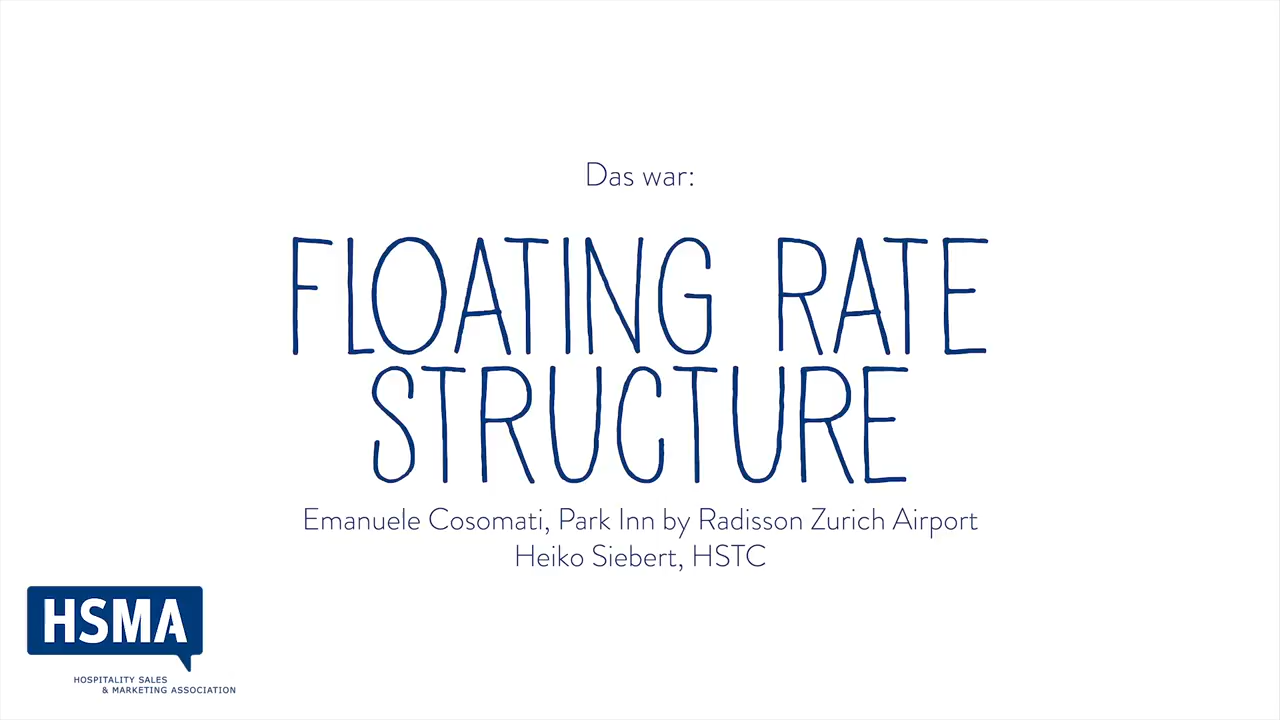 Das war:
FLOATING RATE
STRUCTURE
Emanuele Cosomati, Park Inn by Radisson Zurich Airport
Heiko Siebert, HSTC
HSMA
HOSPITALITY SALES
& MARKETING ASSOCIATION